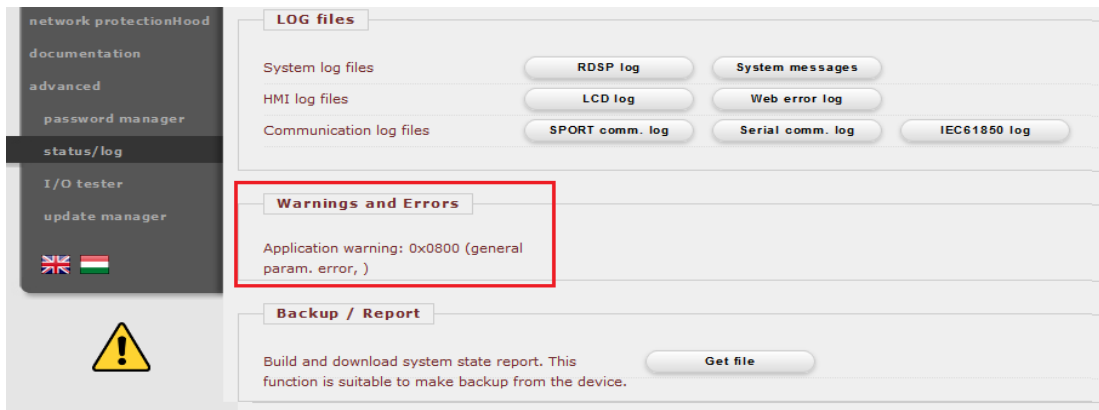 network protectionHood
documentation
advanced
password manager
status/log
I/O tester
update manager
LOG files
System log files
RDSP log
System messages
HMI log files
LCD log
Web error log
Communication log files
SPORT comm. log
Serial comm. log
IEC61850 log
Warnings and Errors
Application warning: 0x0800 (general
param. error, )
Backup / Report
Build and download system state report. This
function is suitable to make backup from the device.
Get file